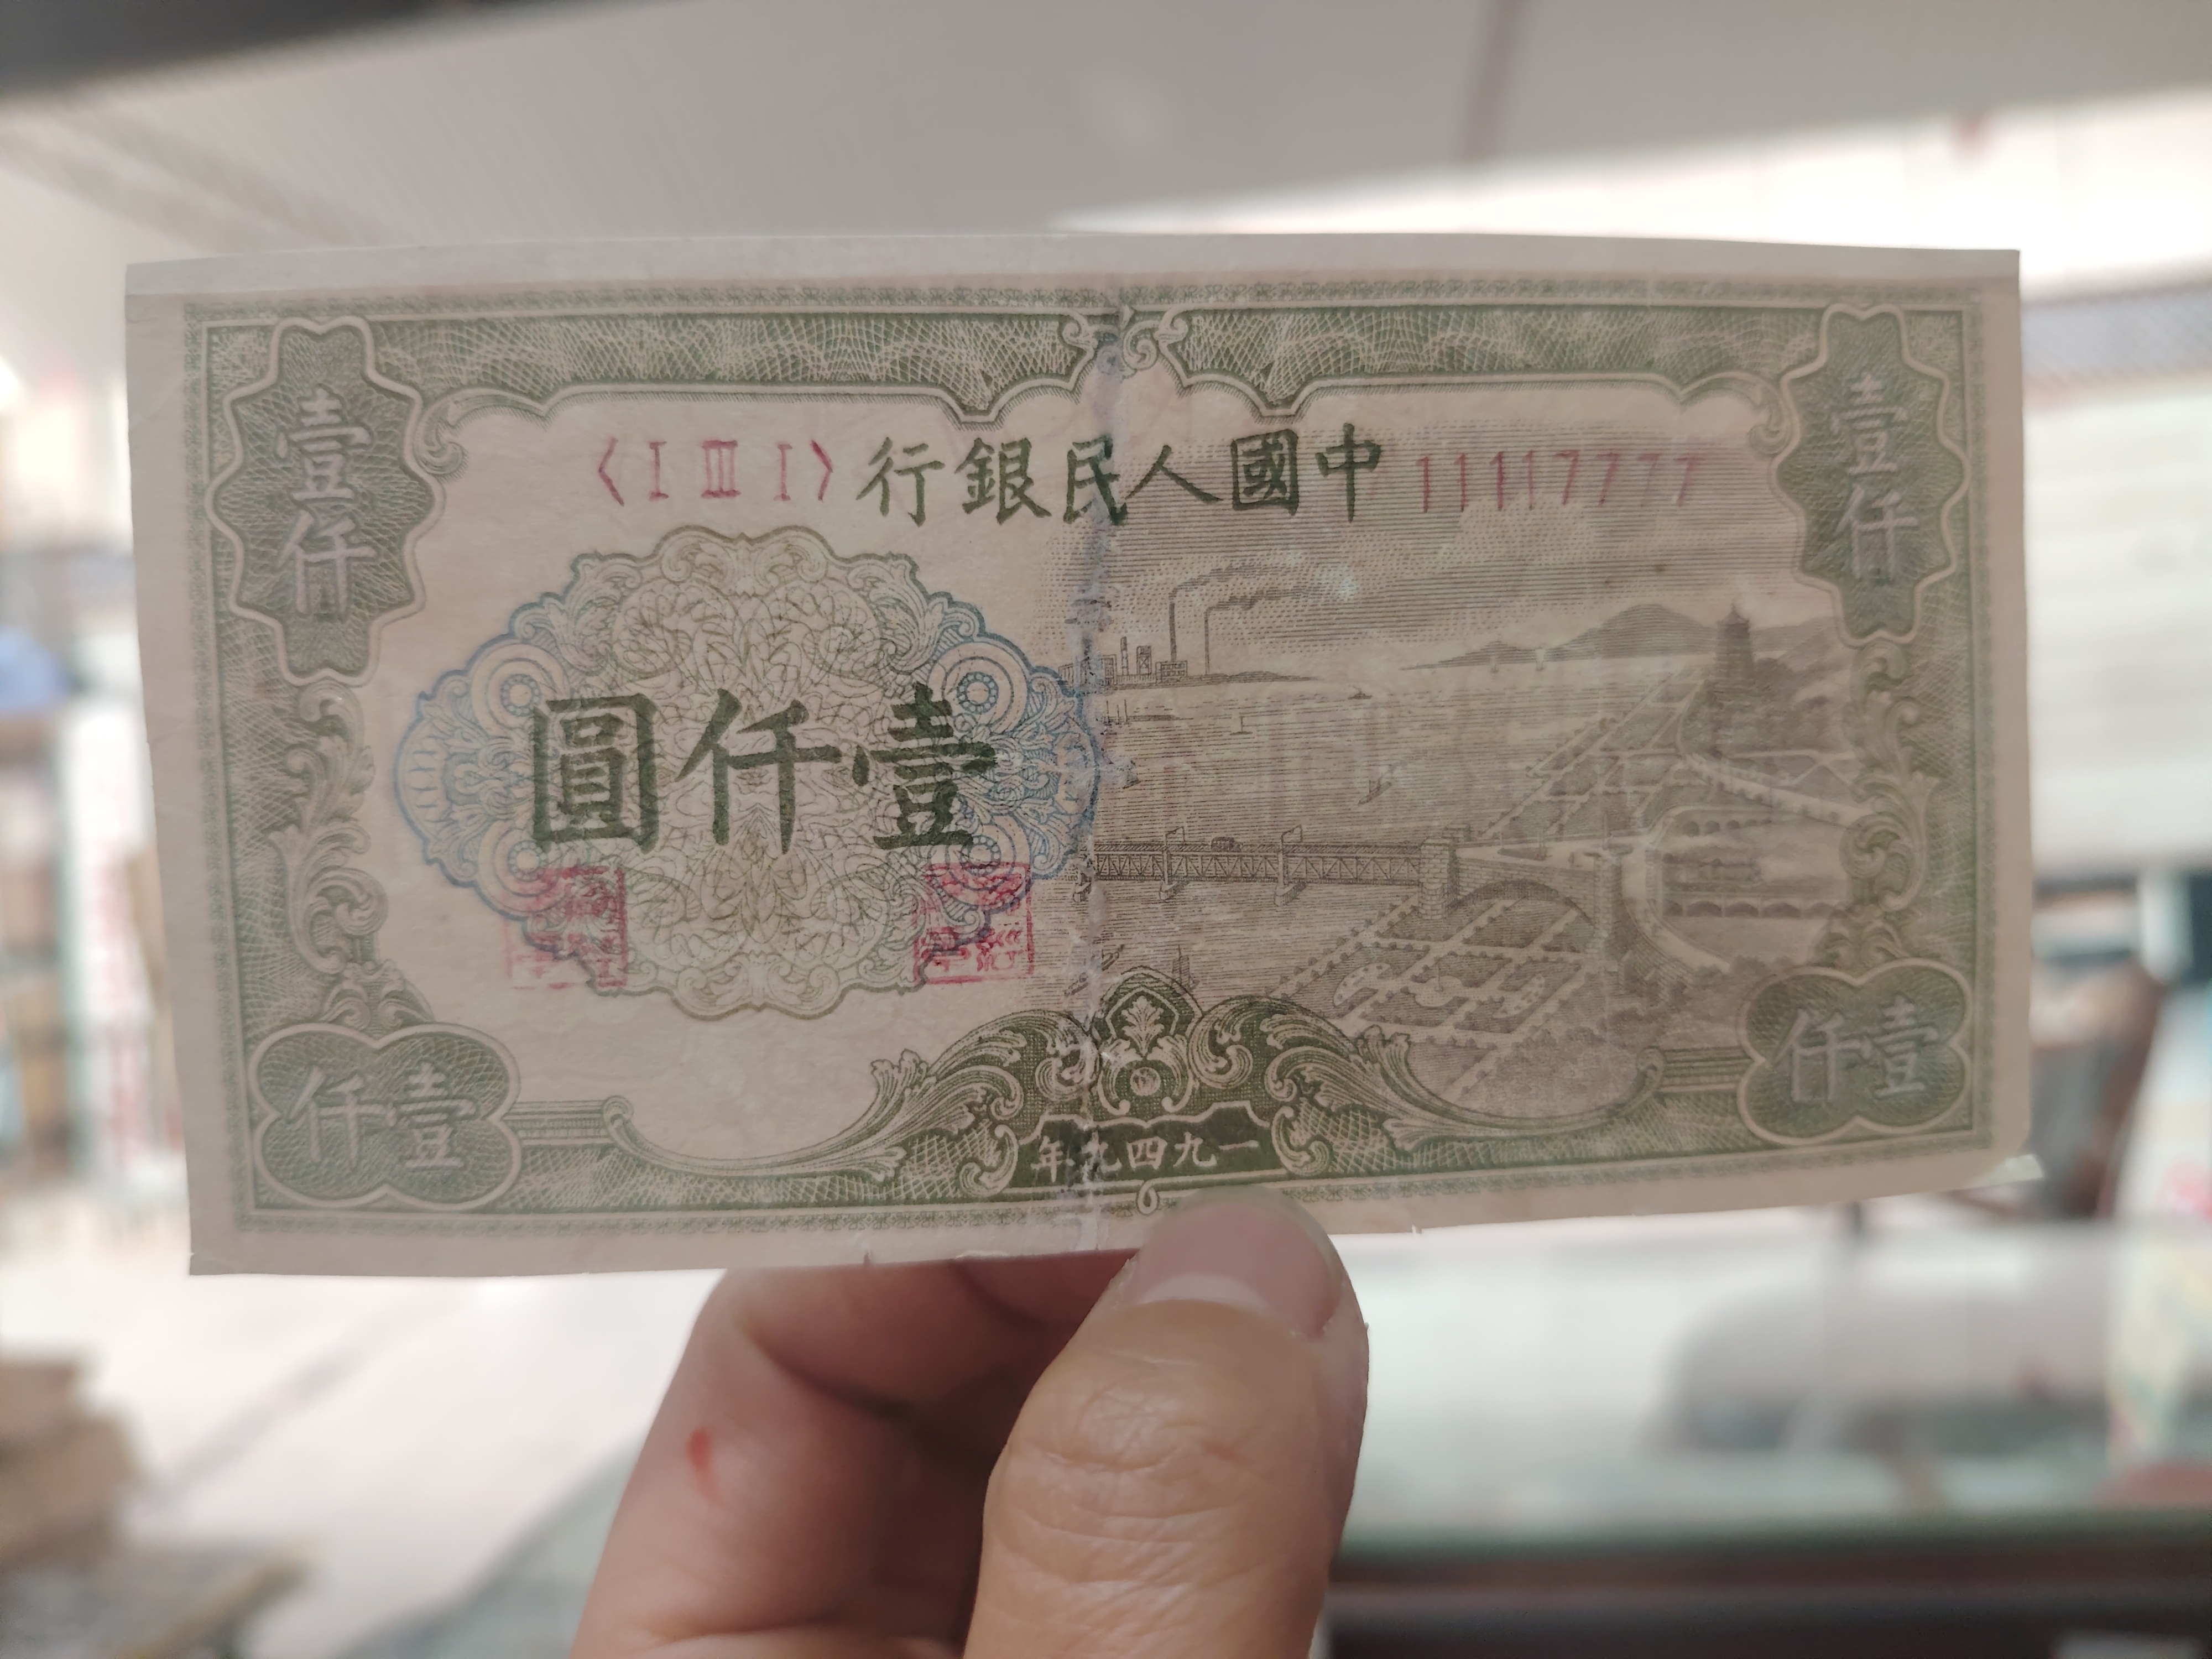 〈I III I〉行銀民人國中 11117777
壹仟
壹仟
圓仟壹
仟壹
年九四九一
仟壹